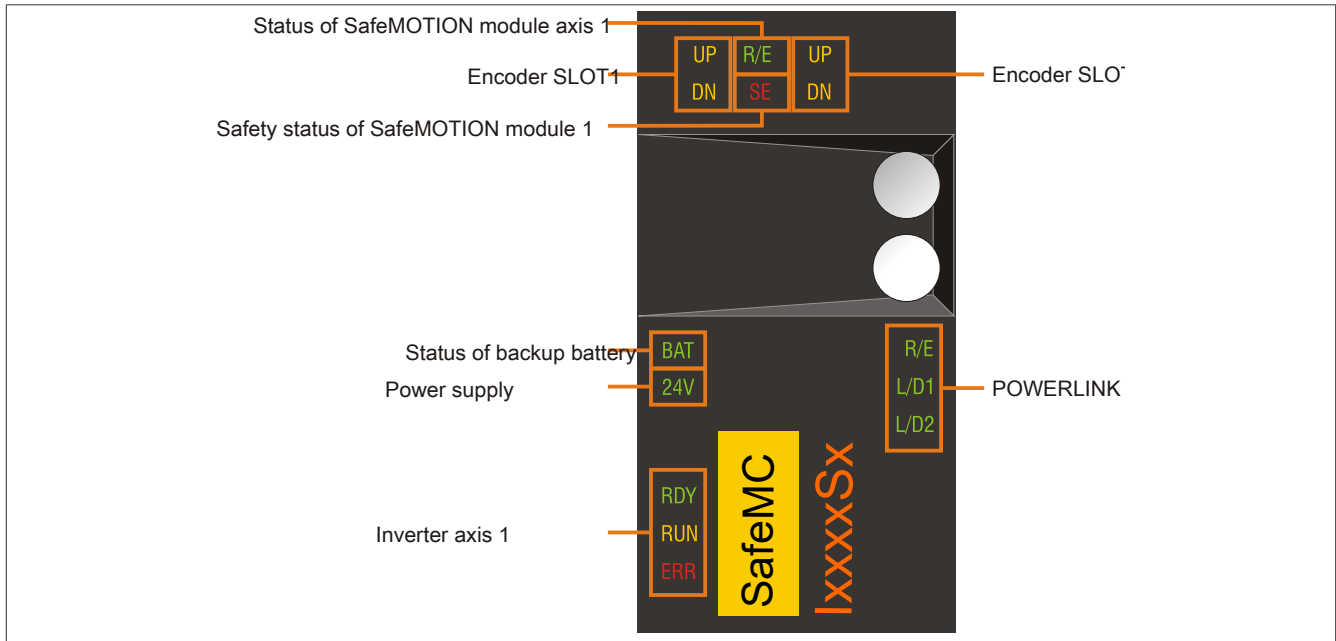 Status of SafeMOTION module axis 1
UP R/E UP
Encoder SLOT1
Encoder SLOT
DN SE DN
Safety status of SafeMOTION module 1
Status of backup battery
BAT
R/E
Power supply
24V
L/D1
POWERLINK
L/D2
RDY
Inverter axis 1
RUN
ERR
SafeMC
IxxxxSx